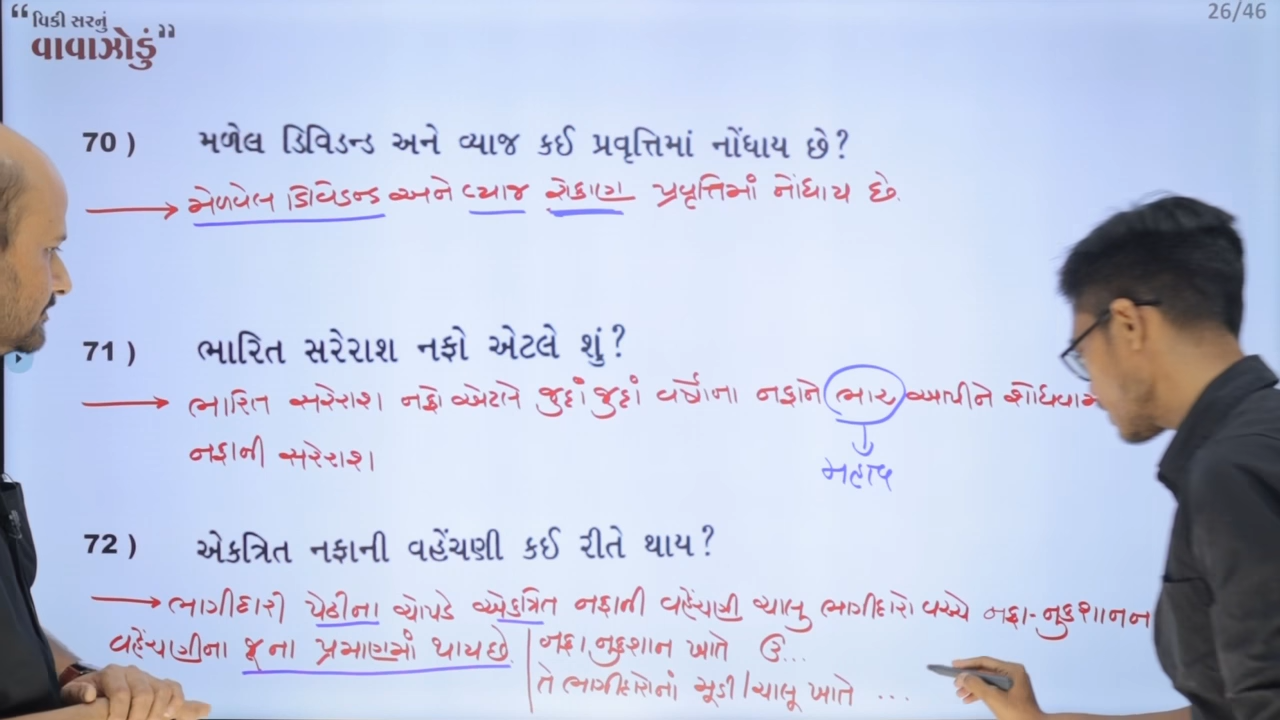 26/46
“વિકી સરનું
વાવાઝોડું”
70 ) મળેલ ડિવિડન્ડ અને વ્યાજ કઈ પ્રવૃત્તિમાં નોંધાય છે?
→ મેળવેલ ડિવિડન્ડ અને વ્યાજ રોકાણ પ્રવૃત્તિમાં નોંધાય છે.
71 ) ભારિત સરેરાશ નફો એટલે શું?
→ ભારિત સરેરાશ નફો એટલે જુદાં જુદાં વર્ષોના નફાને ભાર આપીને
નફાની સરેરાશ
મહત્વ
72 ) એકત્રિત નફાની વહેંચણી કઈ રીતે થાય?
→ ભાગીદારી પેઢીના ચોપડે એકત્રિત નફાની વહેંચણી ચાલુ ભાગીદારો વચ્ચે નફા-નુકશાનન
વહેંચણીના જૂના પ્રમાણમાં થાય છે. નફા નુકશાન ખાતે ઉ...
તે ભાગીદારોનાં મૂડી/ચાલુ ખાતે ...